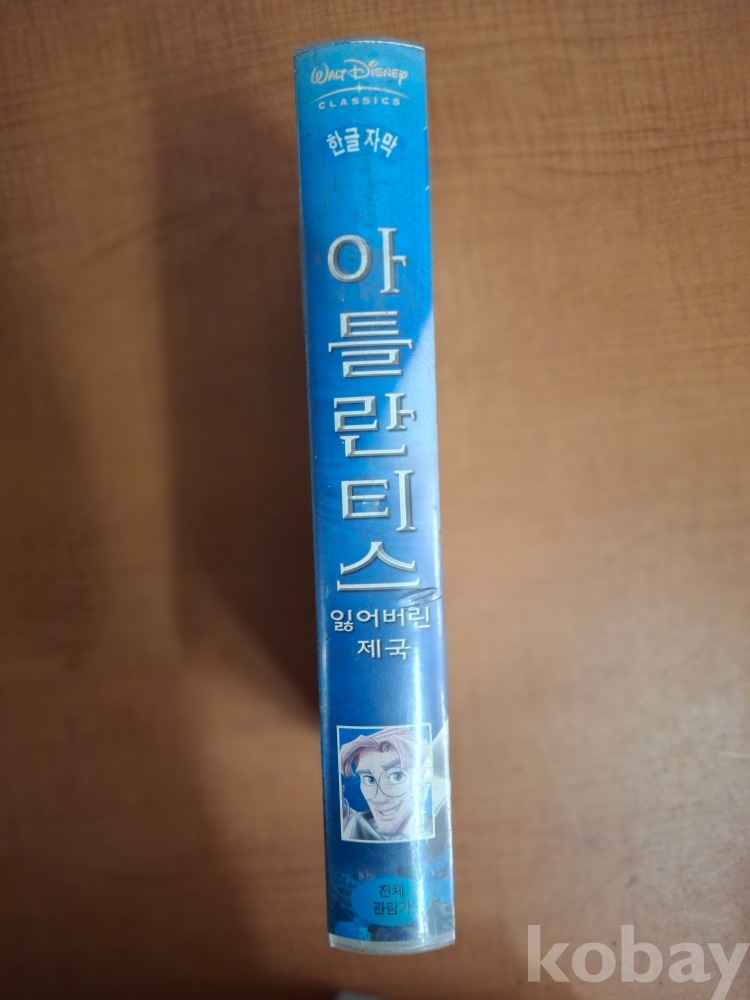 WALT DISNEY
CLASSICS
한글 자막
아틀란티스
잃어버린
제국
전체
관람가
kobay